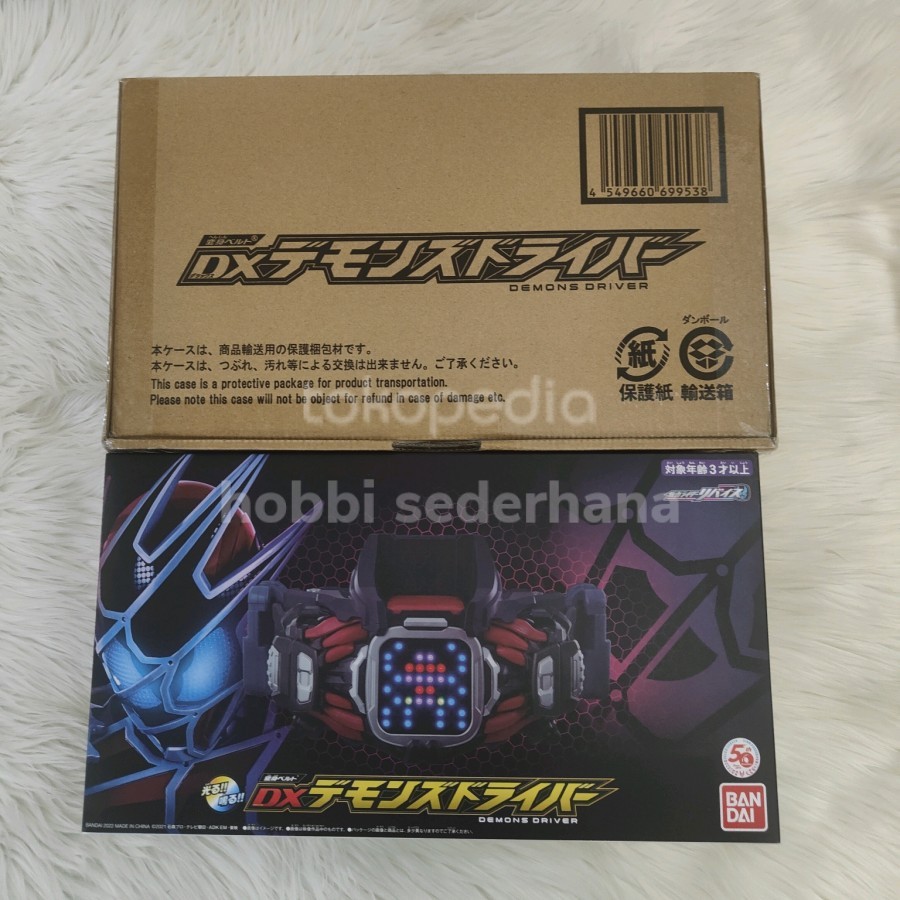 4 549660 699538
変身ベルト
DXデモンズドライバー
DEMONS DRIVER
ダンボール
紙
保護紙 輸送箱
本ケースは、商品輸送用の保護梱包材です。
本ケースは、つぶれ、汚れ等による交換は出来ません。ご了承ください。
This case is a protective package for product transportation.
Please note this case will not be object for refund in case of damage etc.
tokopedia
hobbi sederhana
対象年齢3才以上
仮面ライダーリバイス
50
光る!! 鳴る!!
変身ベルト
DXデモンズドライバー
DEMONS DRIVER
BAN
DAI
BANDAI 2022 MADE IN CHINA